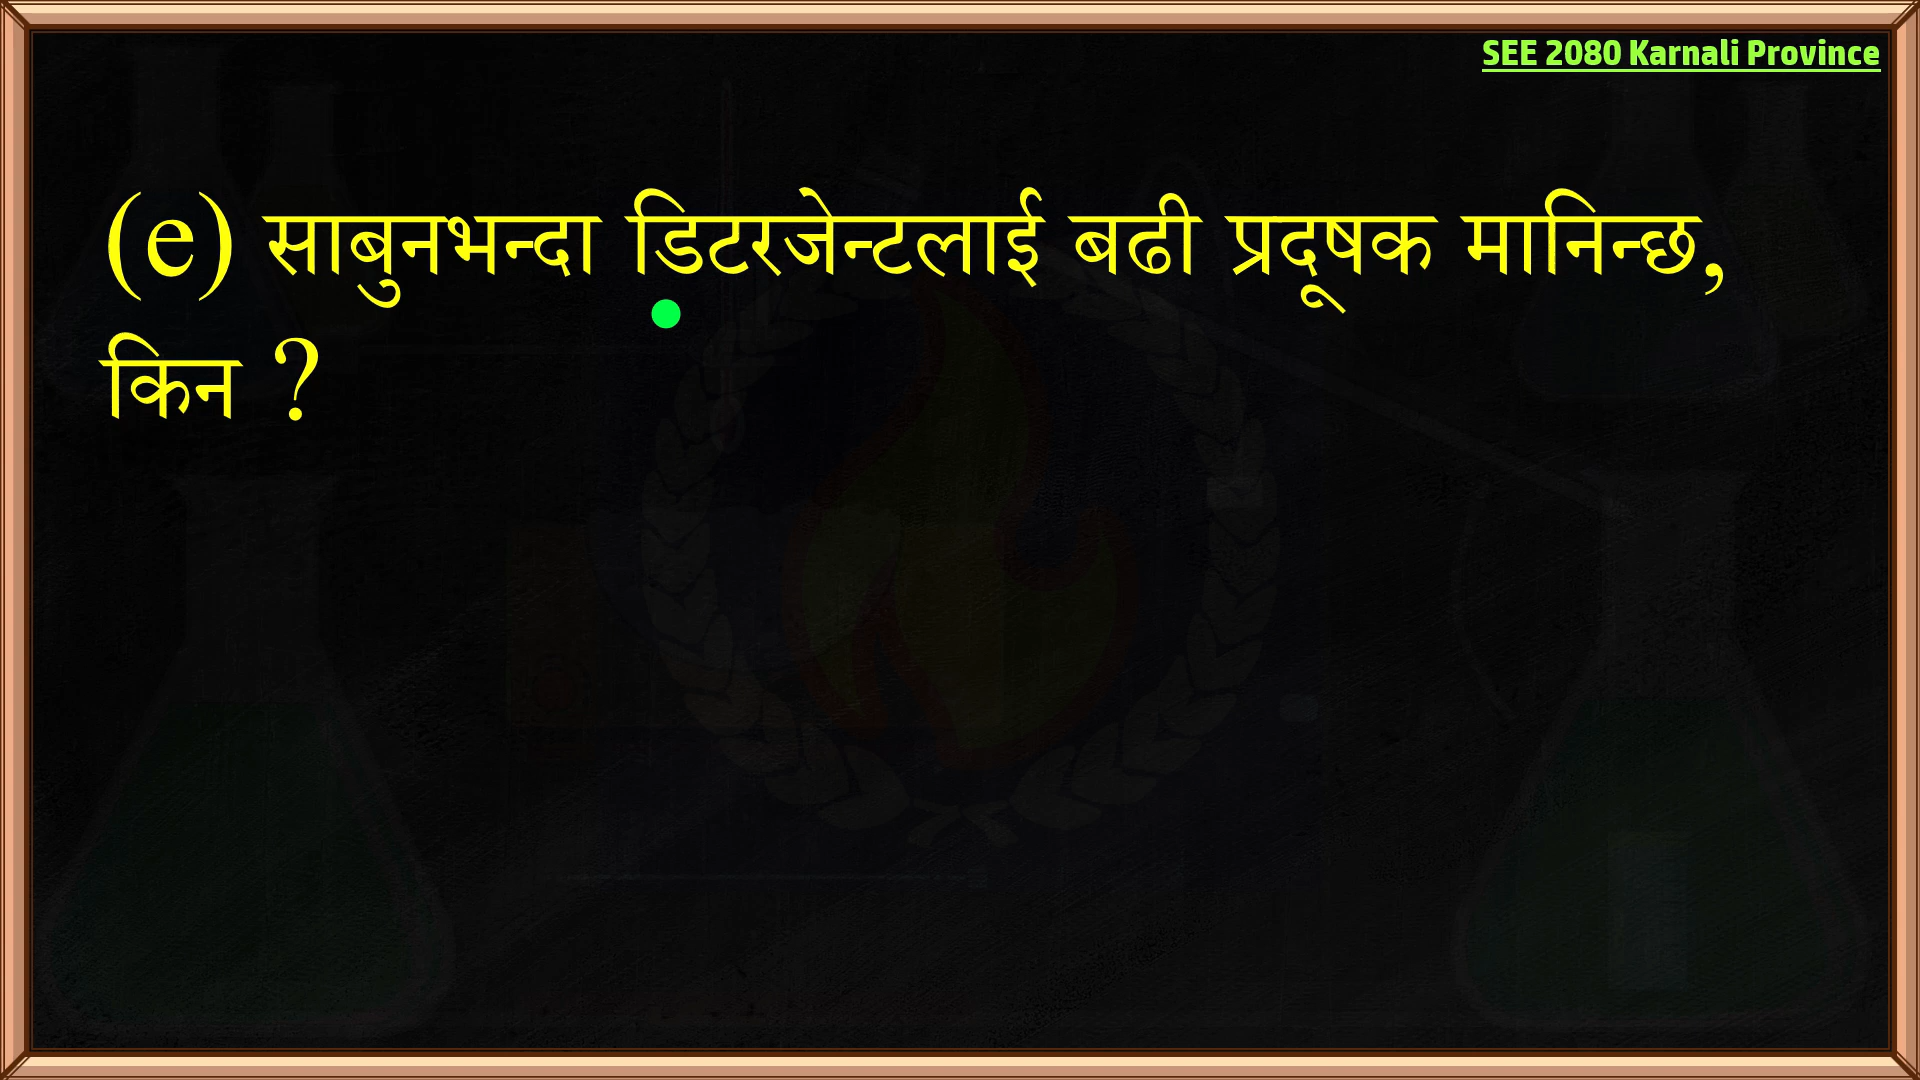 SEE 2080 Karnali Province
(e) साबुनभन्दा डिटरजेन्टलाई बढी प्रदूषक मानिन्छ,
किन ?